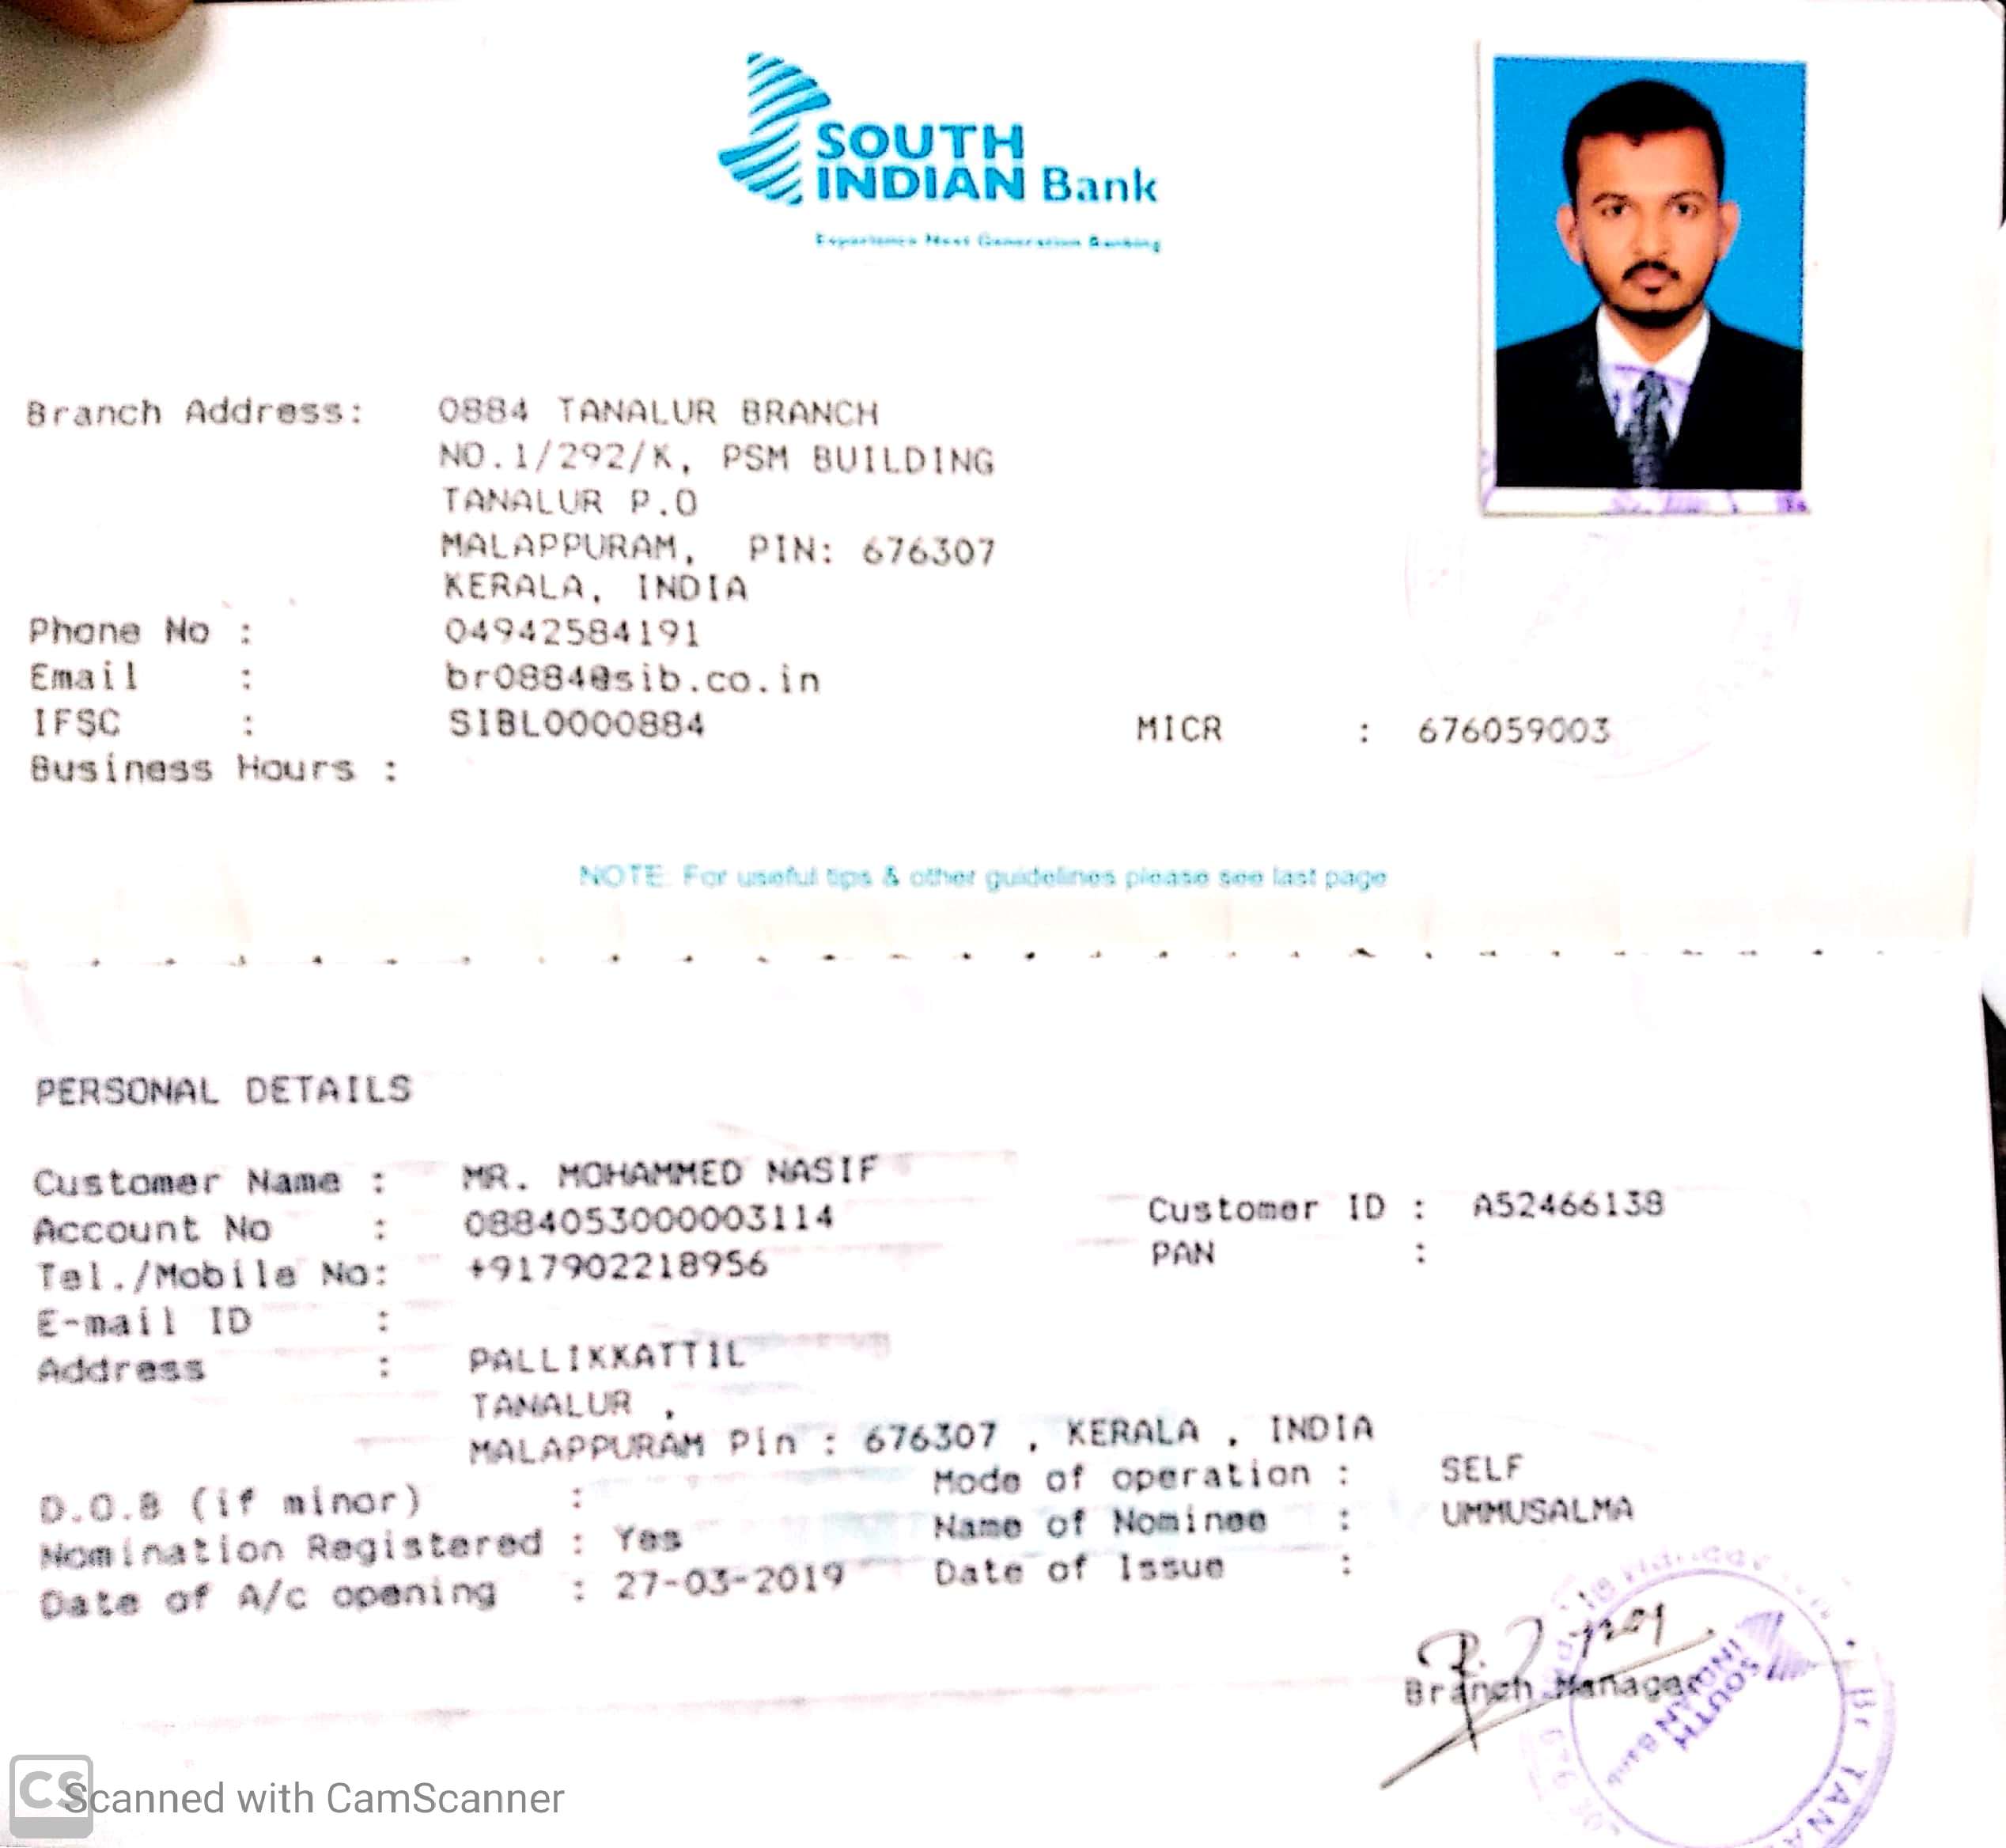 SOUTH
INDIAN Bank
Experience Next Generation Banking
Branch Address: 0884 TANALUR BRANCH
NO.1/292/K, PSM BUILDING
TANALUR P.O
MALAPPURAM, PIN: 676307
KERALA, INDIA
Phone No : 04942584191
Email : br0884@sib.co.in
IFSC : SIBL0000884 MICR : 676059003
Business Hours :
NOTE: For useful tips & other guidelines please see last page
PERSONAL DETAILS
Customer Name : MR. MOHAMMED NASIF
Account No : 0884053000003114 Customer ID : A52466138
Tel./Mobile No: +917902218956 PAN :
E-mail ID :
Address : PALLIKKATTIL
TANALUR ,
MALAPPURAM Pin : 676307 , KERALA , INDIA
D.O.B (if minor) : Mode of operation : SELF
Nomination Registered : Yes Name of Nominee : UMMUSALMA
Date of A/c opening : 27-03-2019 Date of Issue :
Branch Manager
SOUTH
INDIAN Bank
CS Scanned with CamScanner